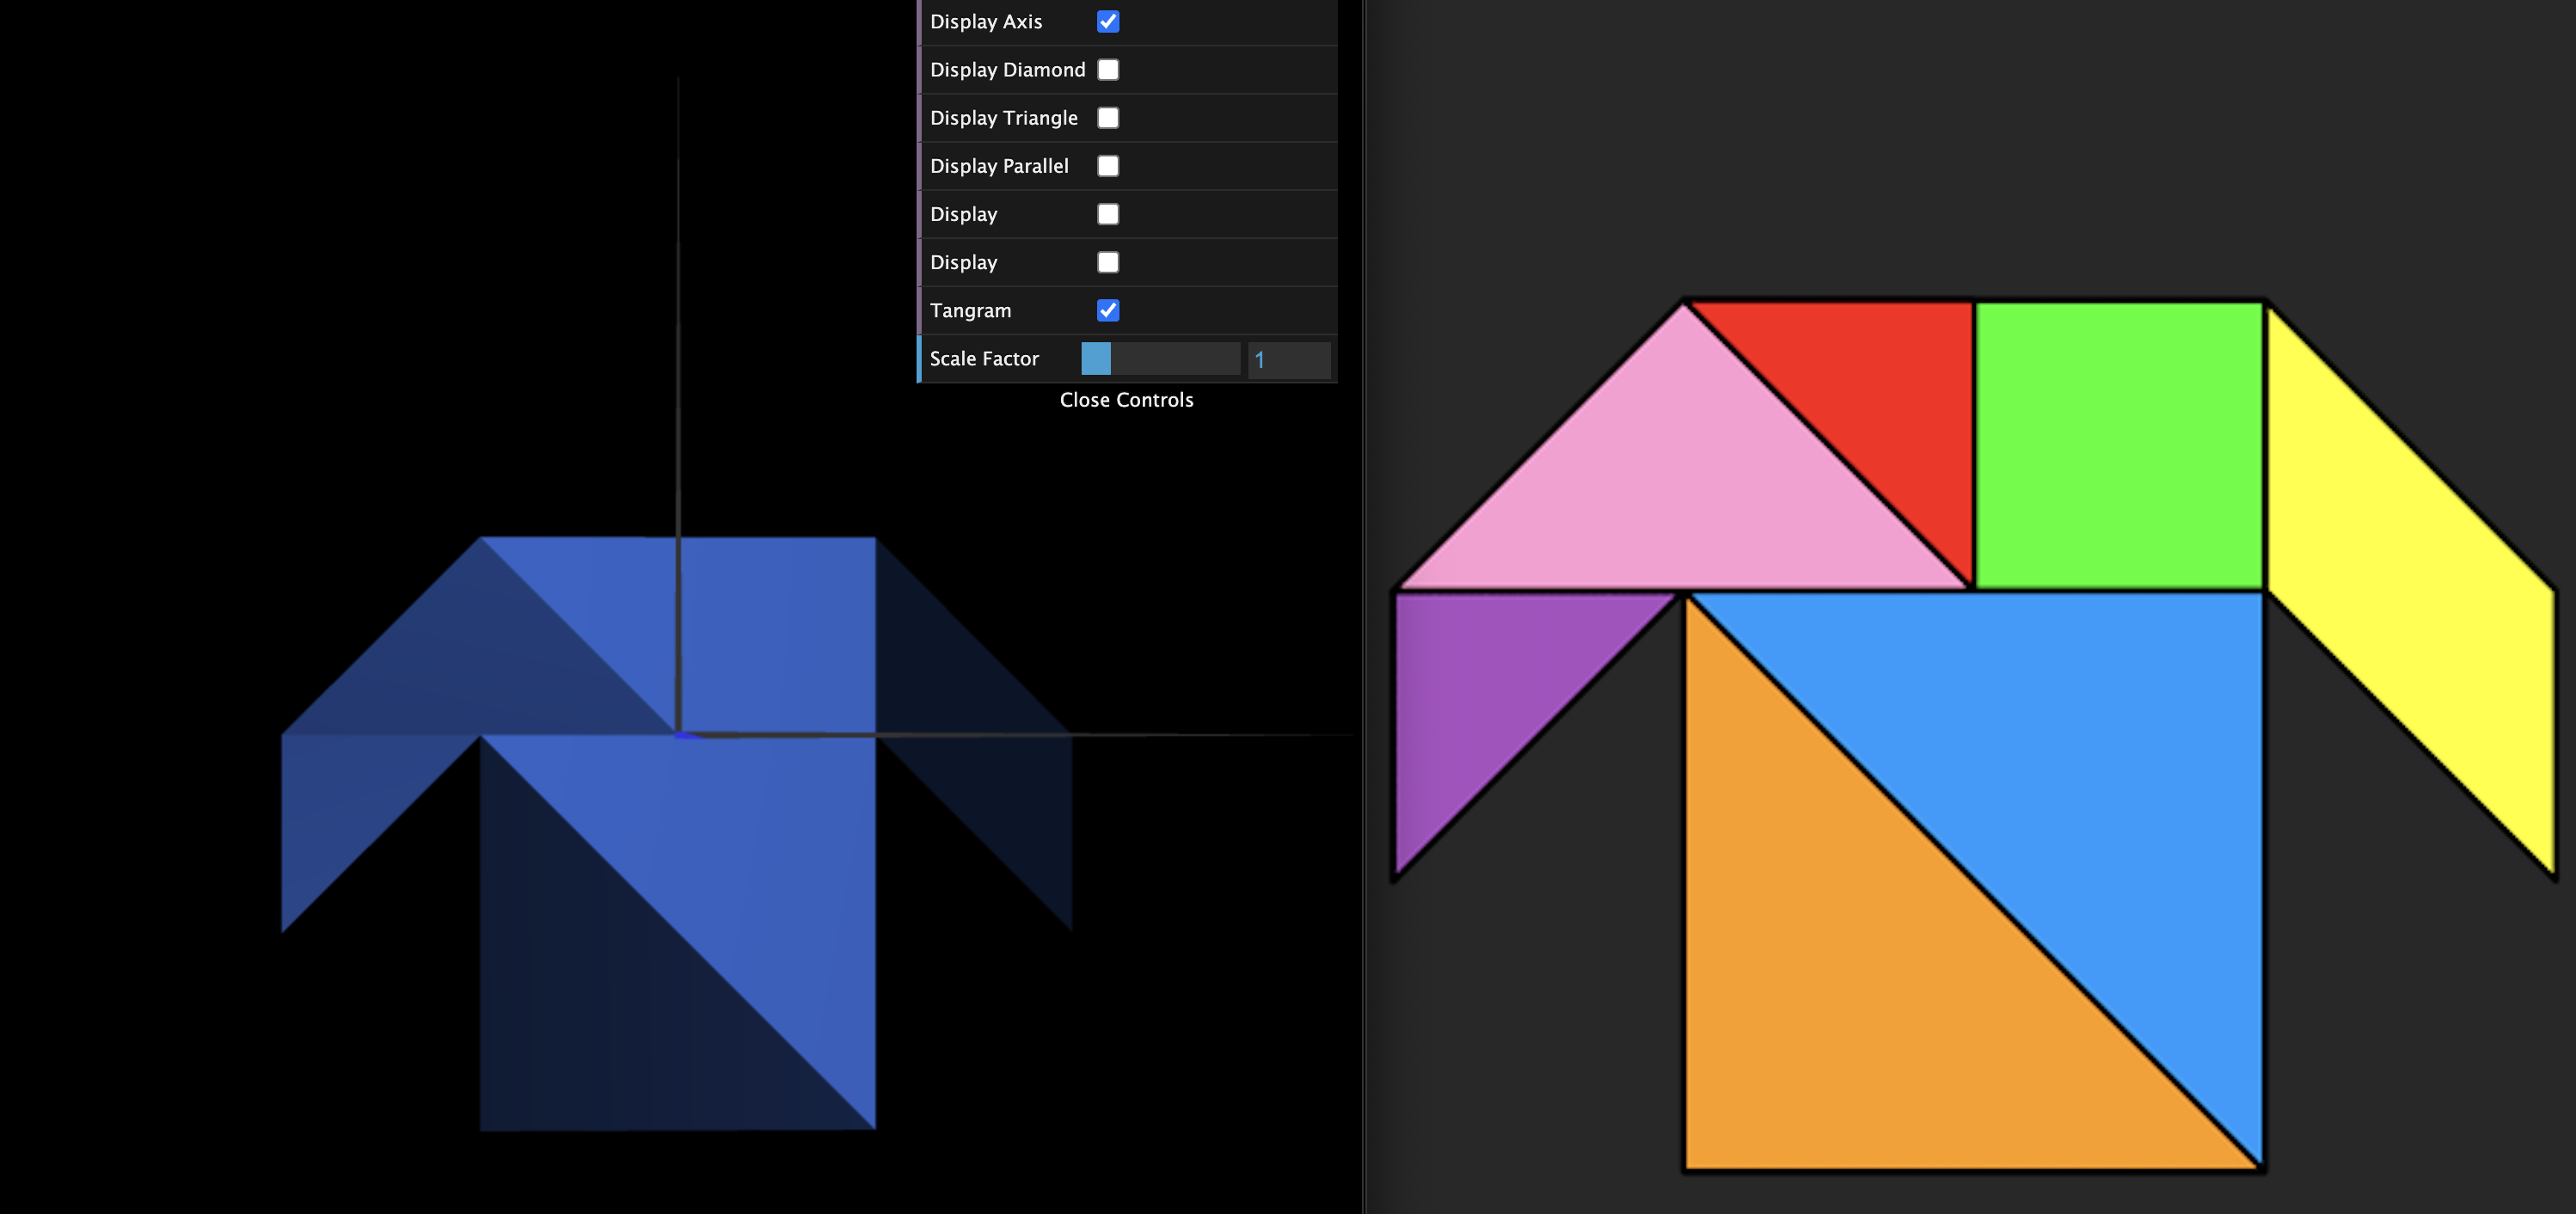 Display Axis
Display Diamond
Display Triangle
Display Parallel
Display
Display
Tangram
Scale Factor 1
Close Controls